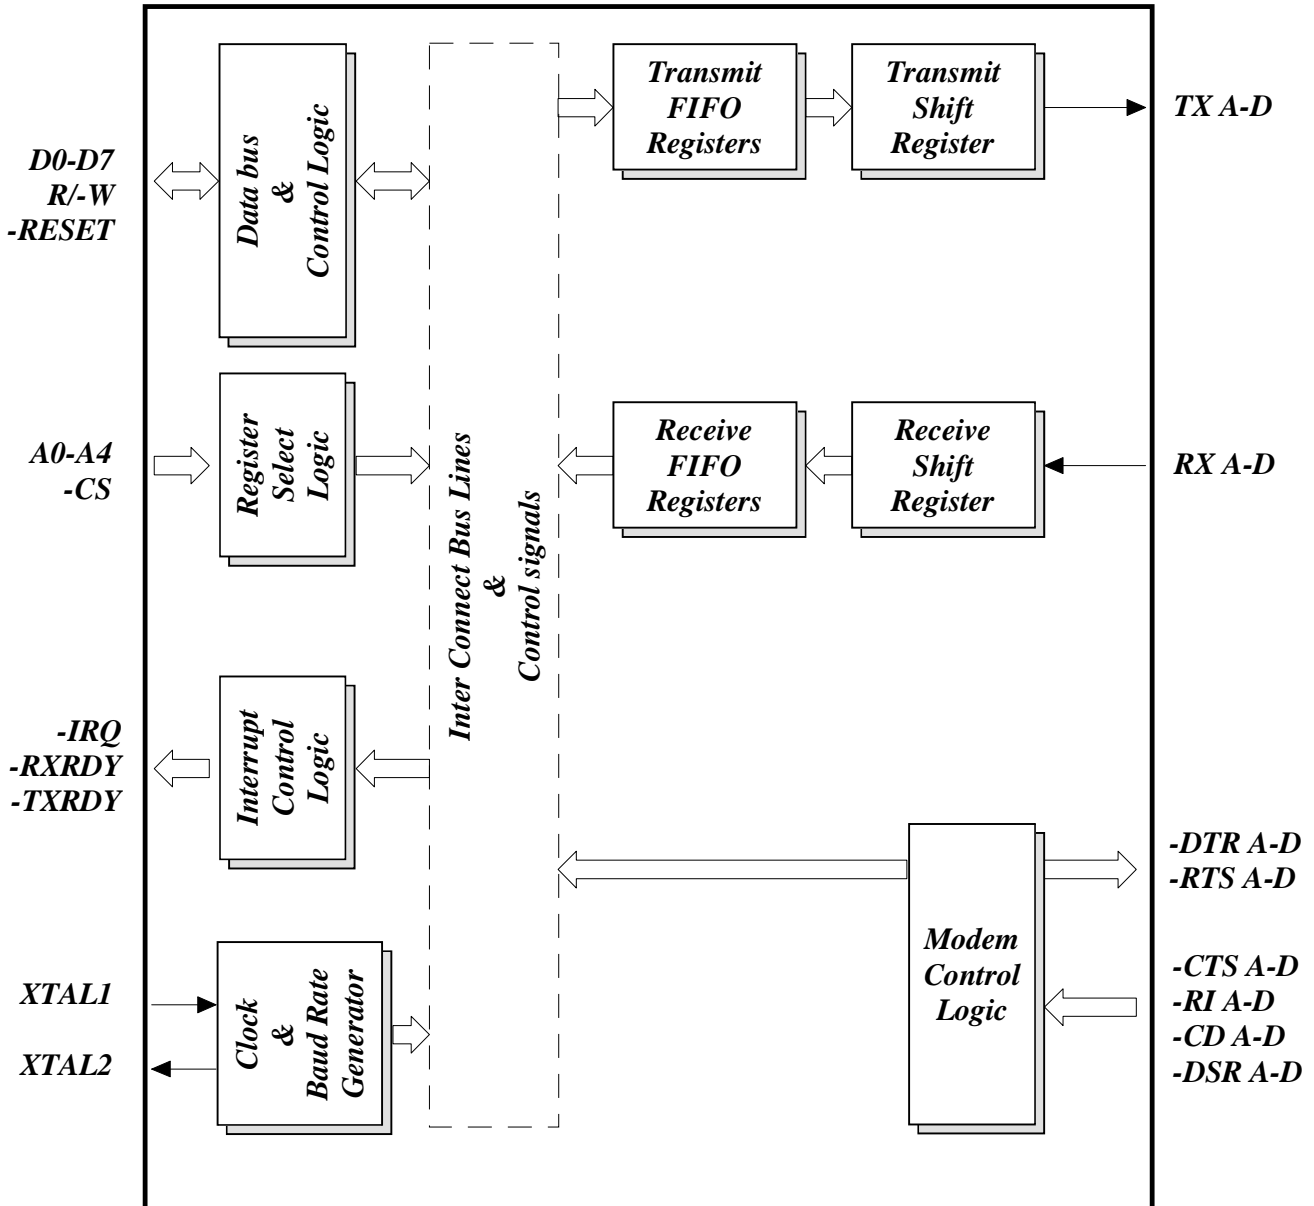 D0-D7
R/-W
-RESET
Data bus
&
Control Logic
A0-A4
-CS
Register
Select
Logic
-IRQ
-RXRDY
-TXRDY
Interrupt
Control
Logic
XTAL1
XTAL2
Clock
&
Baud Rate
Generator
Inter Connect Bus Lines
&
Control signals
Transmit
FIFO
Registers
Transmit
Shift
Register
TX A-D
Receive
FIFO
Registers
Receive
Shift
Register
RX A-D
Modem
Control
Logic
-DTR A-D
-RTS A-D
-CTS A-D
-RI A-D
-CD A-D
-DSR A-D